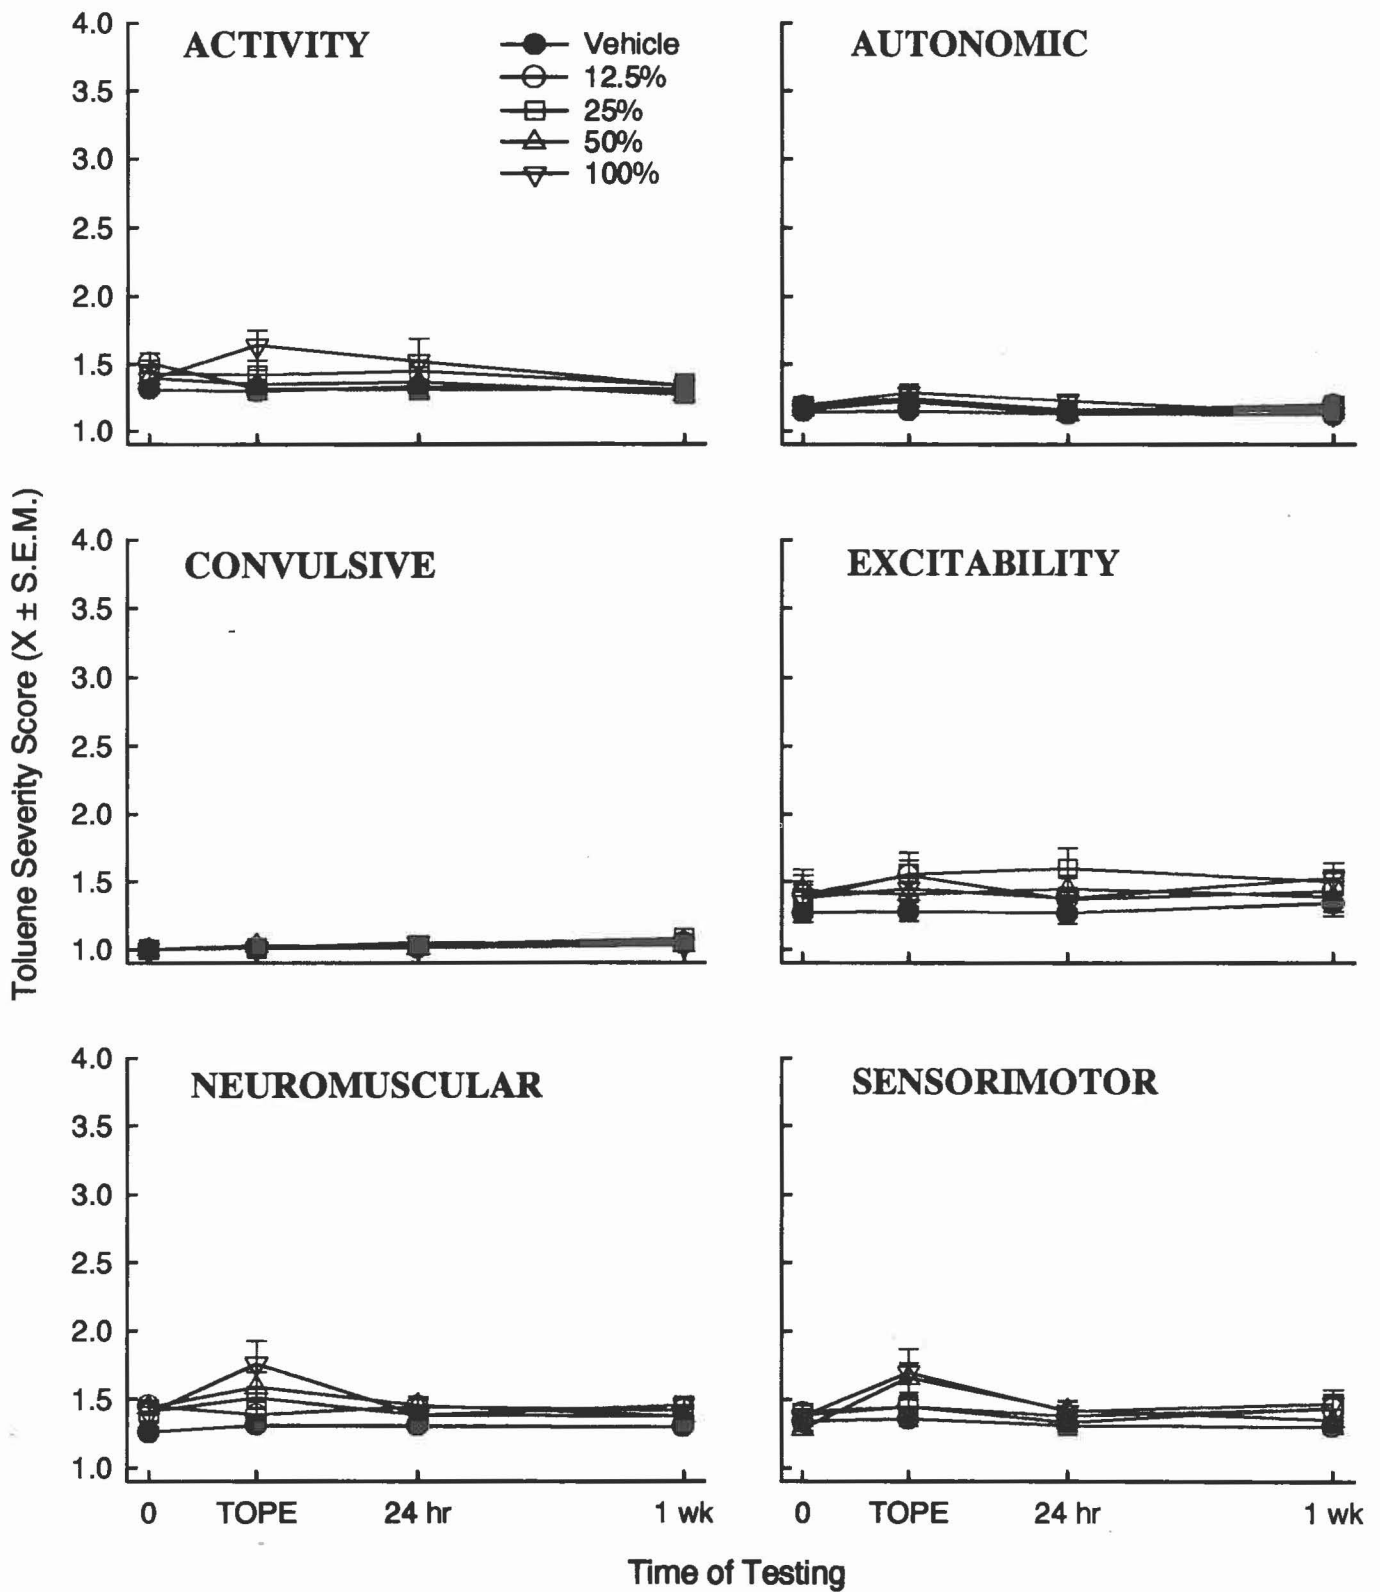 ACTIVITY
Vehicle
12.5%
25%
50%
100%
4.0
3.5
3.0
2.5
2.0
1.5
1.0
AUTONOMIC
Toluene Severity Score (X ± S.E.M.)
CONVULSIVE
4.0
3.5
3.0
2.5
2.0
1.5
1.0
EXCITABILITY
NEUROMUSCULAR
4.0
3.5
3.0
2.5
2.0
1.5
1.0
0 TOPE 24 hr 1 wk
SENSORIMOTOR
0 TOPE 24 hr 1 wk
Time of Testing